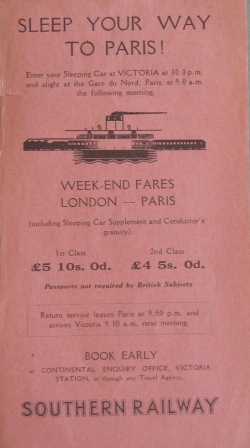 SLEEP YOUR WAY
TO PARIS!
Enter your Sleeping Car at VICTORIA at 10.0 p.m.
and alight at the Gare du Nord, Paris, at 9.0 a.m.
the following morning.
WEEK-END FARES
LONDON — PARIS
(including Sleeping Car Supplement and Conductor's
gratuity).
1st Class 2nd Class
£5 10s. 0d. £4 5s. 0d.
Passports not required by British Subjects
Return service leaves Paris at 9.50 p.m. and
arrives Victoria 9.10 a.m. next morning.
BOOK EARLY
at CONTINENTAL ENQUIRY OFFICE, VICTORIA
STATION, or through any Travel Agency.
SOUTHERN RAILWAY